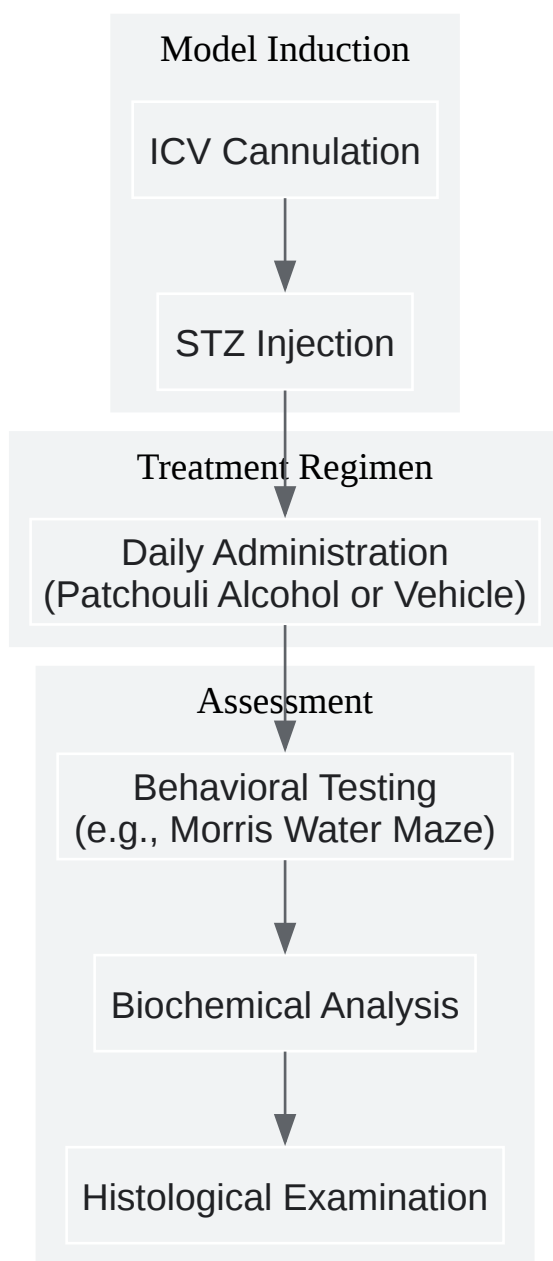 Model Induction
ICV Cannulation
STZ Injection
Treatment Regimen
Daily Administration
(Patchouli Alcohol or Vehicle)
Assessment
Behavioral Testing
(e.g., Morris Water Maze)
Biochemical Analysis
Histological Examination